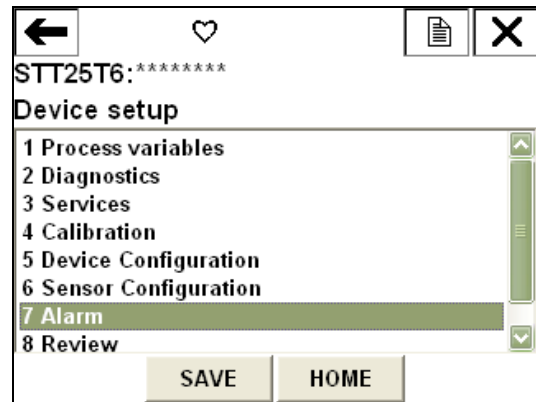 STT25T6:********
Device setup
1 Process variables
2 Diagnostics
3 Services
4 Calibration
5 Device Configuration
6 Sensor Configuration
7 Alarm
8 Review
SAVE HOME